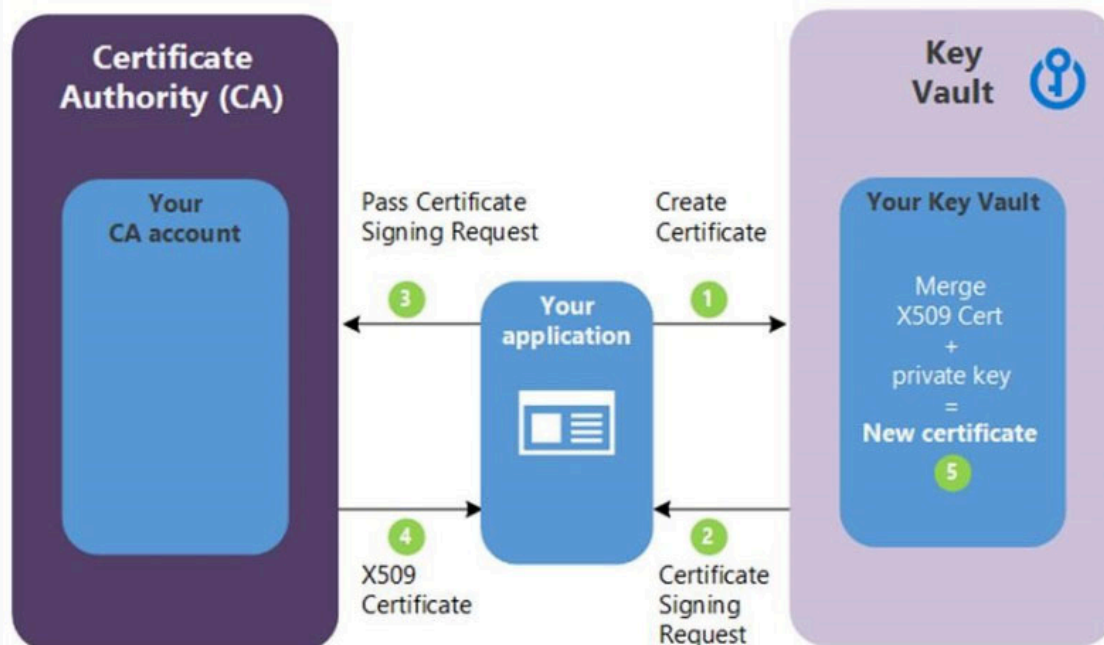 Certificate
Authority (CA)
Your
CA account
Pass Certificate
Signing Request
3
4
X509
Certificate
Your
application
Create
Certificate
1
2
Certificate
Signing
Request
Key
Vault
Your Key Vault
Merge
X509 Cert
+
private key
=
New certificate
5